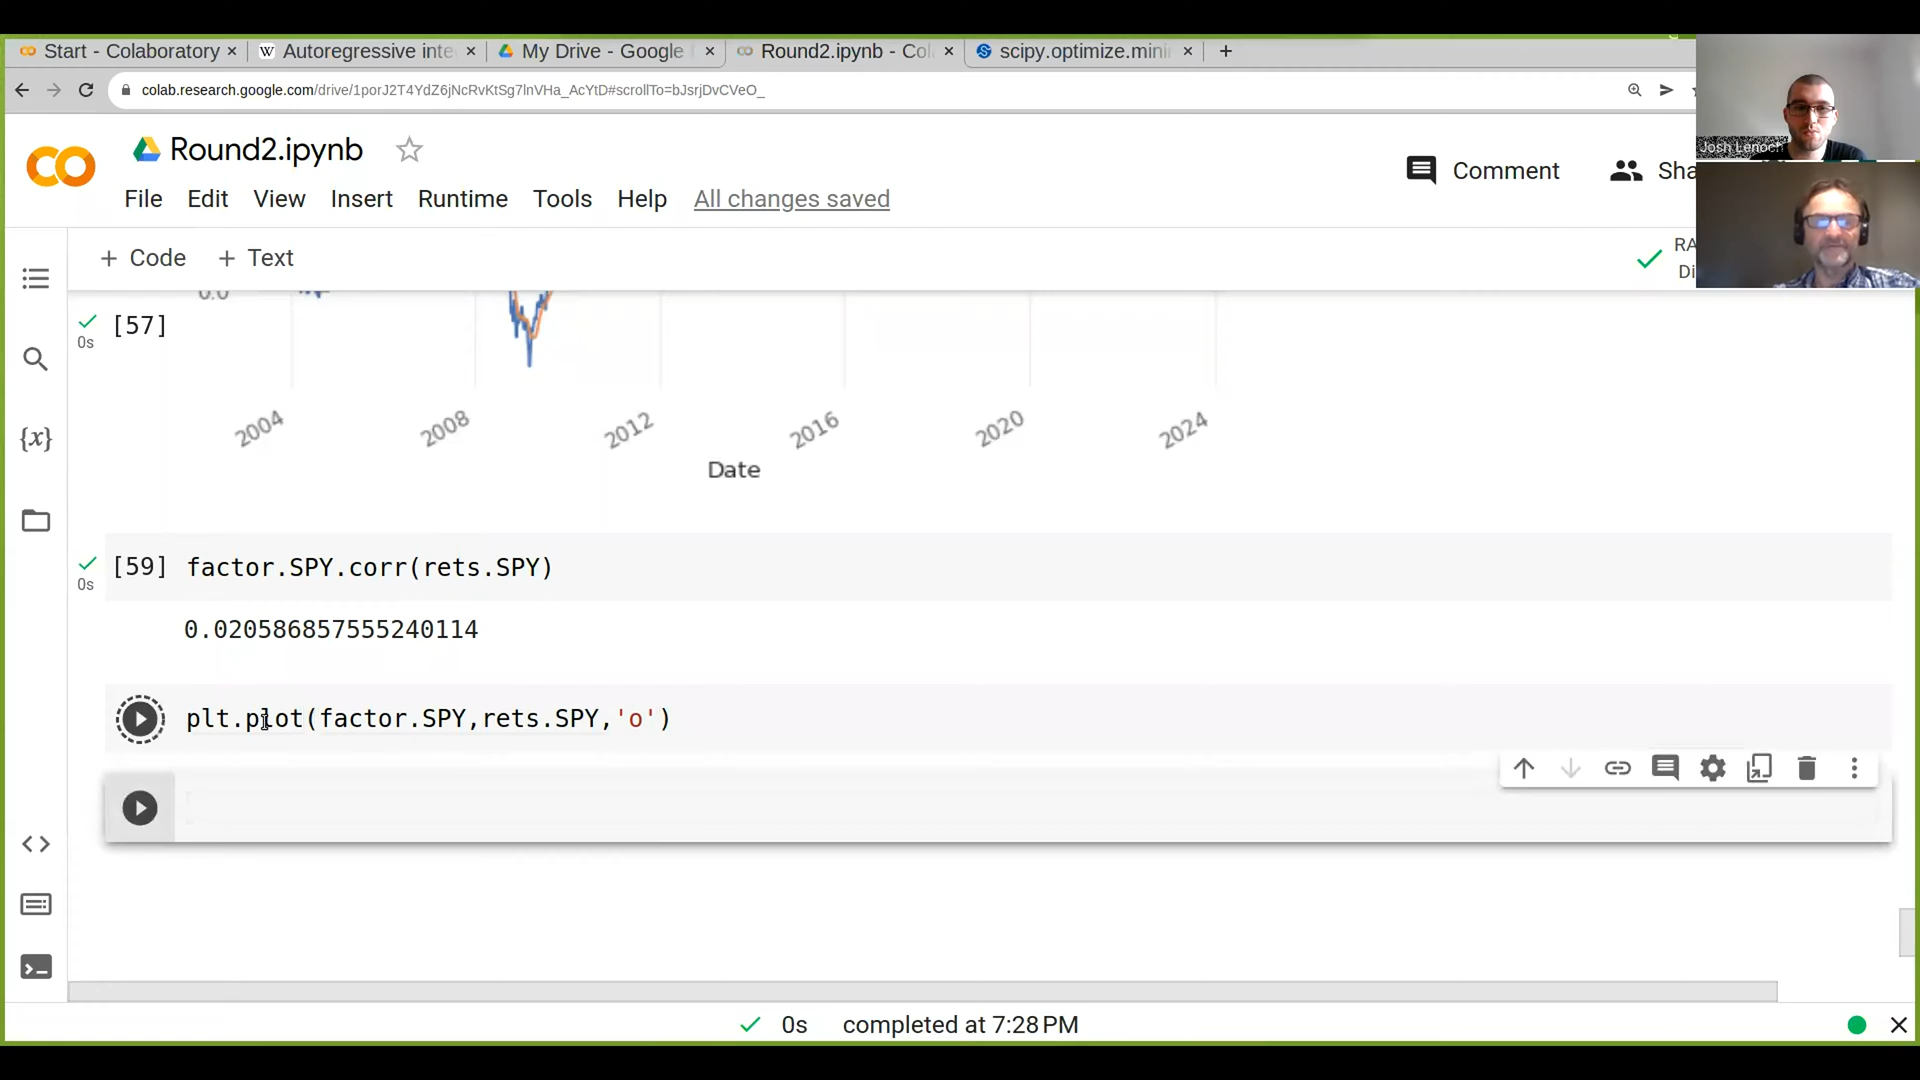 Start - Colaboratory
Autoregressive inte
My Drive - Google
Round2.ipynb - Col
scipy.optimize.mini
colab.research.google.com/drive/1porJ2T4YdZ6jNcRvKtSg7lnVHa_AcYtD#scrollTo=bJsrjDvCVeO_
Round2.ipynb
Comment
Sha
File Edit View Insert Runtime Tools Help All changes saved
+ Code + Text
RA
Di
Josh Lenoch
0.0
[57]
0s
2004 2008 2012 2016 2020 2024
Date
[59] factor.SPY.corr(rets.SPY)
0s
0.020586857555240114
plt.plot(factor.SPY,rets.SPY,'o')
0s completed at 7:28 PM